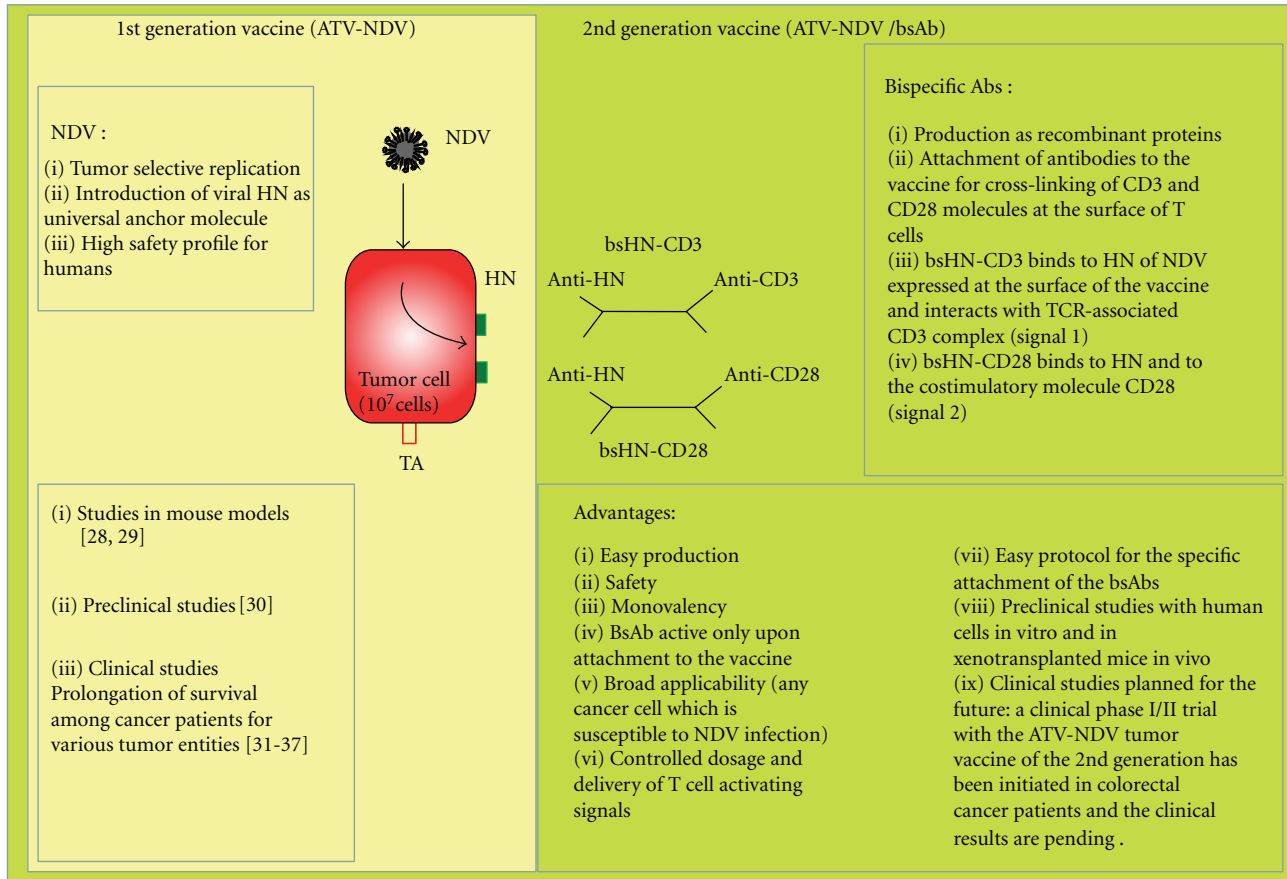 1st generation vaccine (ATV-NDV)
2nd generation vaccine (ATV-NDV /bsAb)
NDV :
(i) Tumor selective replication
(ii) Introduction of viral HN as
universal anchor molecule
(iii) High safety profile for
humans
NDV
HN
Tumor cell
(10⁷ cells)
TA
bsHN-CD3
Anti-HN
Anti-CD3
Anti-HN
Anti-CD28
bsHN-CD28
Bispecific Abs :
(i) Production as recombinant proteins
(ii) Attachment of antibodies to the
vaccine for cross-linking of CD3 and
CD28 molecules at the surface of T
cells
(iii) bsHN-CD3 binds to HN of NDV
expressed at the surface of the vaccine
and interacts with TCR-associated
CD3 complex (signal 1)
(iv) bsHN-CD28 binds to HN and to
the costimulatory molecule CD28
(signal 2)
(i) Studies in mouse models
[28, 29]
(ii) Preclinical studies [30]
(iii) Clinical studies
Prolongation of survival
among cancer patients for
various tumor entities [31-37]
Advantages:
(i) Easy production
(ii) Safety
(iii) Monovalency
(iv) BsAb active only upon
attachment to the vaccine
(v) Broad applicability (any
cancer cell which is
susceptible to NDV infection)
(vi) Controlled dosage and
delivery of T cell activating
signals
(vii) Easy protocol for the specific
attachment of the bsAbs
(viii) Preclinical studies with human
cells in vitro and in
xenotransplanted mice in vivo
(ix) Clinical studies planned for the
future: a clinical phase I/II trial
with the ATV-NDV tumor
vaccine of the 2nd generation has
been initiated in colorectal
cancer patients and the clinical
results are pending .